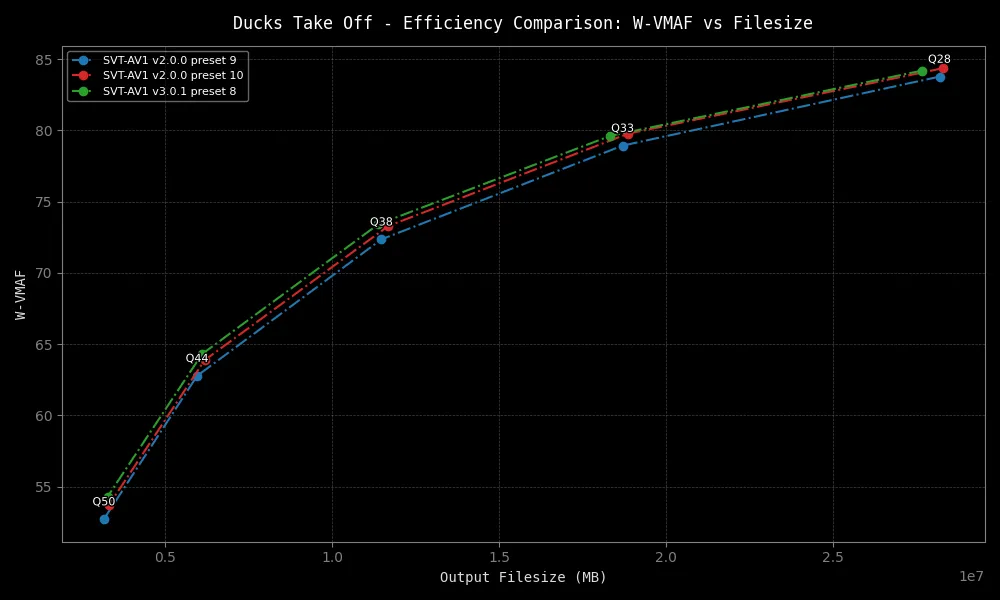 Ducks Take Off - Efficiency Comparison: W-VMAF vs Filesize
SVT-AV1 v2.0.0 preset 9
SVT-AV1 v2.0.0 preset 10
SVT-AV1 v3.0.1 preset 8
Q28
Q33
Q38
Q44
Q50
85
80
75
70
65
60
55
W-VMAF
0.5
1.0
1.5
2.0
2.5
1e7
Output Filesize (MB)